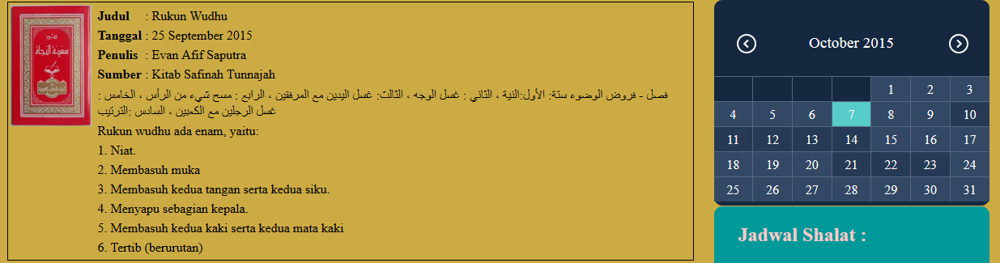 سفينة النجاة
Judul : Rukun Wudhu
Tanggal : 25 September 2015
Penulis : Evan Afif Saputra
Sumber : Kitab Safinah Tunnajah
فصل - فروض الوضوء ستة: الأول:النية ، الثاني : غسل الوجه ، الثالث: غسل اليدين مع المرفقين ، الرابع : مسح شيء من الرأس ، الخامس :
غسل الرجلين مع الكعبين ، السادس :الترتيب
Rukun wudhu ada enam, yaitu:
1. Niat.
2. Membasuh muka
3. Membasuh kedua tangan serta kedua siku.
4. Menyapu sebagian kepala.
5. Membasuh kedua kaki serta kedua mata kaki
6. Tertib (berurutan)
October 2015
1 2 3
4 5 6 7 8 9 10
11 12 13 14 15 16 17
18 19 20 21 22 23 24
25 26 27 28 29 30 31
Jadwal Shalat :